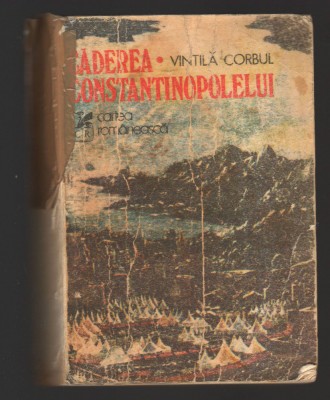 CĂDEREA • VINTILĂ CORBUL
CONSTANTINOPOLELUI
cartea
românească